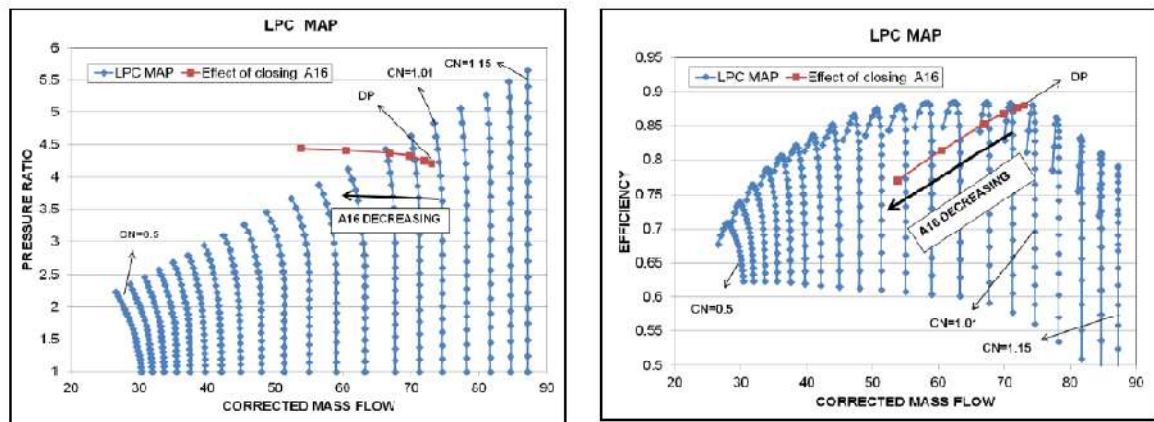 LPC MAP
PRESSURE RATIO
6
5.5
5
4.5
4
3.5
3
2.5
2
1.5
1
LPC MAP
Effect of closing A16
CN=1.15
CN=1.01
DP
A16 DECREASING
CN=0.5
20 30 40 50 60 70 80 90
CORRECTED MASS FLOW
LPC MAP
EFFICIENCY
0.95
0.9
0.85
0.8
0.75
0.7
0.65
0.6
0.55
0.5
LPC MAP
Effect of closing A16
DP
A16 DECREASING
CN=0.5
CN=1.01
CN=1.15
20 30 40 50 60 70 80 90
CORRECTED MASS FLOW